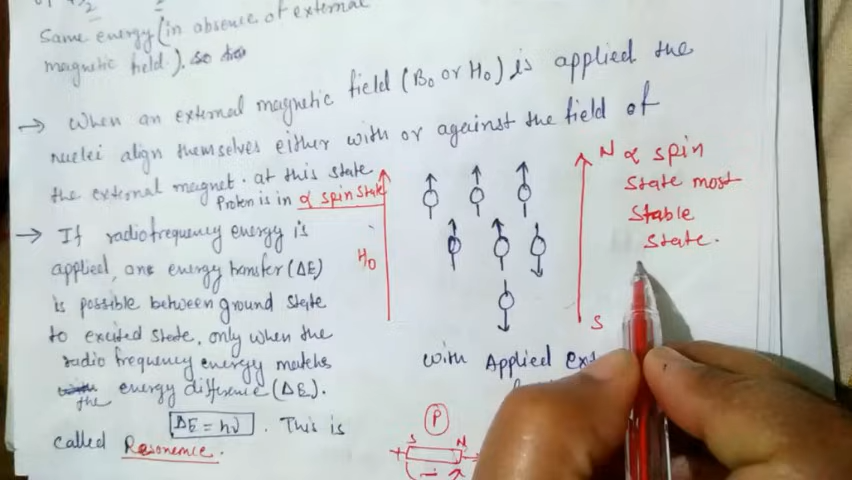 Same energy (in absence of external
magnetic field). so
→ When an external magnetic field (B₀ or H₀) is applied the
nuclei align themselves either with or against the field of
the external magnet. at this state
Proton is in α spin state
→ If radiofrequency energy is
applied, one energy transfer (ΔE)
is possible between ground state
to excited state, only when the
radio frequency energy matches
the energy difference (ΔE).
ΔE = hν. This is
called Resonence.
H₀
N
S
α spin
state most
stable
state.
with Applied ext
P
S N
+ -